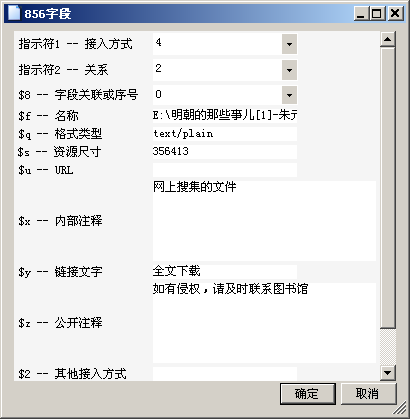 856字段
指示符1 -- 接入方式 4
指示符2 -- 关系 2
$8 -- 字段关联或序号 0
$f -- 名称 E:\明朝的那些事儿[1]-朱元
$q -- 格式类型 text/plain
$s -- 资源尺寸 356413
$u -- URL
网上搜集的文件
$x -- 内部注释
$y -- 链接文字 全文下载
如有侵权，请及时联系图书馆
$z -- 公开注释
$2 -- 其他接入方式
确定 取消